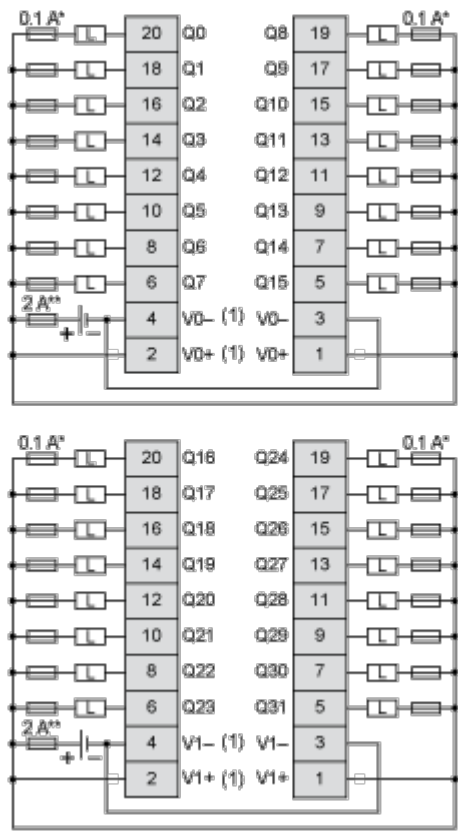 0.1 A* 0.1 A*
L 20 Q0 Q8 19 L
L 18 Q1 Q9 17 L
L 16 Q2 Q10 15 L
L 14 Q3 Q11 13 L
L 12 Q4 Q12 11 L
L 10 Q5 Q13 9 L
L 8 Q6 Q14 7 L
L 6 Q7 Q15 5 L
2 A**
+ − 4 V0− (1) V0− 3
2 V0+ (1) V0+ 1
0.1 A* 0.1 A*
L 20 Q16 Q24 19 L
L 18 Q17 Q25 17 L
L 16 Q18 Q26 15 L
L 14 Q19 Q27 13 L
L 12 Q20 Q28 11 L
L 10 Q21 Q29 9 L
L 8 Q22 Q30 7 L
L 6 Q23 Q31 5 L
2 A**
+ − 4 V1− (1) V1− 3
2 V1+ (1) V1+ 1